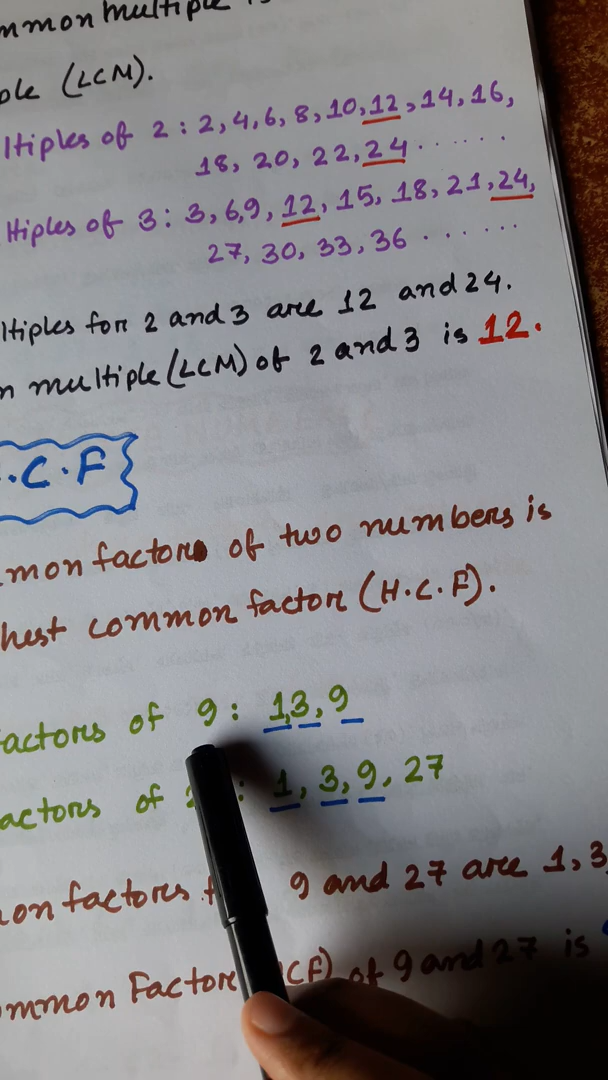 mmon multiple is
ple (LCM).
ltiples of 2 : 2, 4, 6, 8, 10, 12, 14, 16,
18, 20, 22, 24 . . . . . .
ltiples of 3 : 3, 6, 9, 12, 15, 18, 21, 24,
27, 30, 33, 36 . . . . . .
ltiples for 2 and 3 are 12 and 24.
n multiple (LCM) of 2 and 3 is 12.
.C.F
mmon factor of two numbers is
hest common factor (H.C.F).
actors of 9 : 1, 3, 9
actors of : 1, 3, 9, 27
mon factors 9 and 27 are 1, 3,
ommon Factor CF) of 9 and 27 is